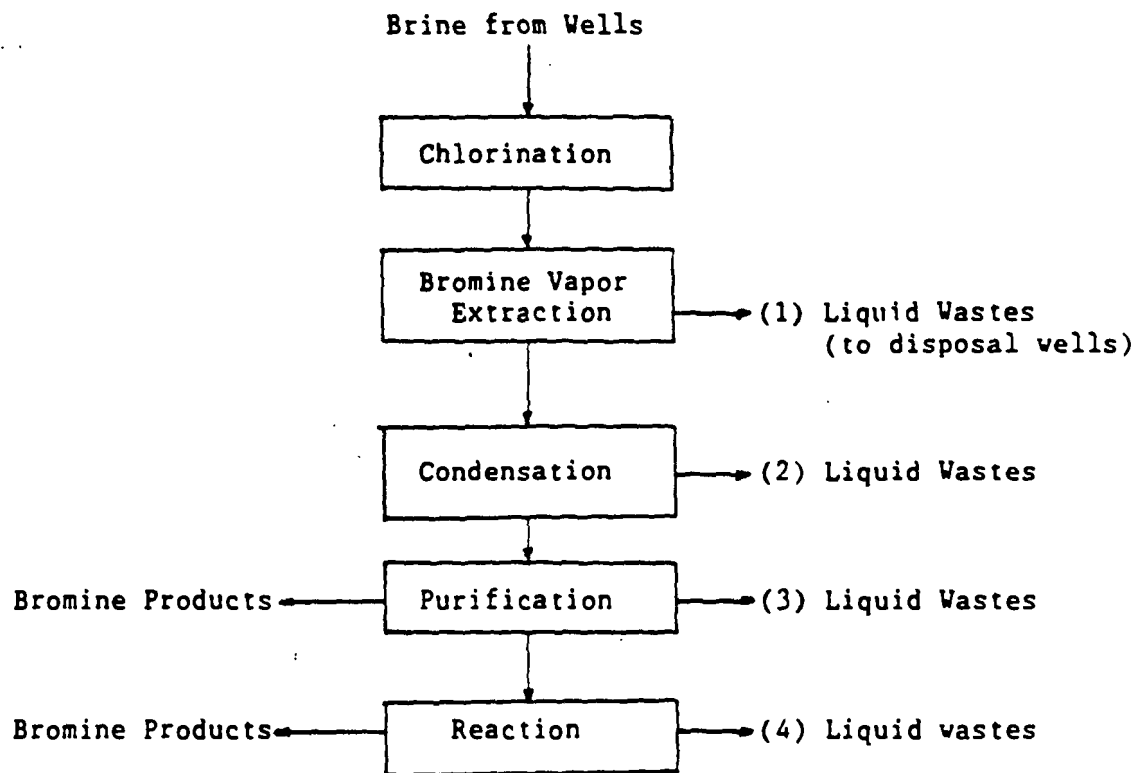 Brine from Wells
Chlorination
Bromine Vapor
Extraction
(1) Liquid Wastes
(to disposal wells)
Condensation
(2) Liquid Wastes
Bromine Products
Purification
(3) Liquid Wastes
Bromine Products
Reaction
(4) Liquid wastes